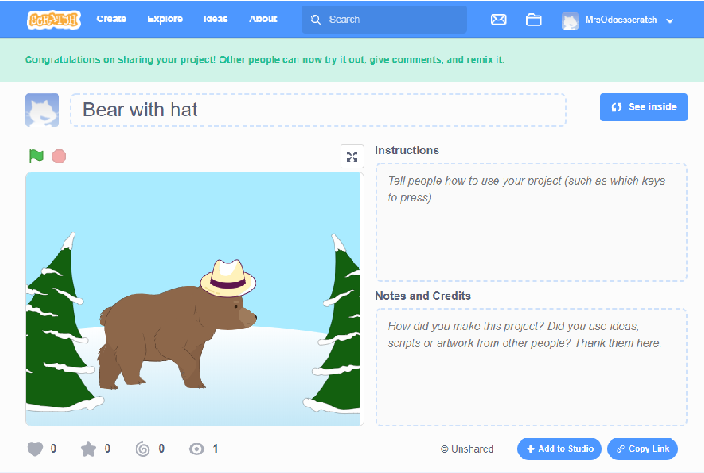 SCRATCH
Create Explore Ideas About Search
Congratulations on sharing your project! Other people can now try it out, give comments, and remix it.
Bear with hat
See inside
Instructions
Tell people how to use your project (such as which keys
to press)
Notes and Credits
How did you make this project? Did you use ideas,
scripts or artwork from other people? Thank them here.
0 0 0 1
© Unshared
Add to Studio
Copy Link